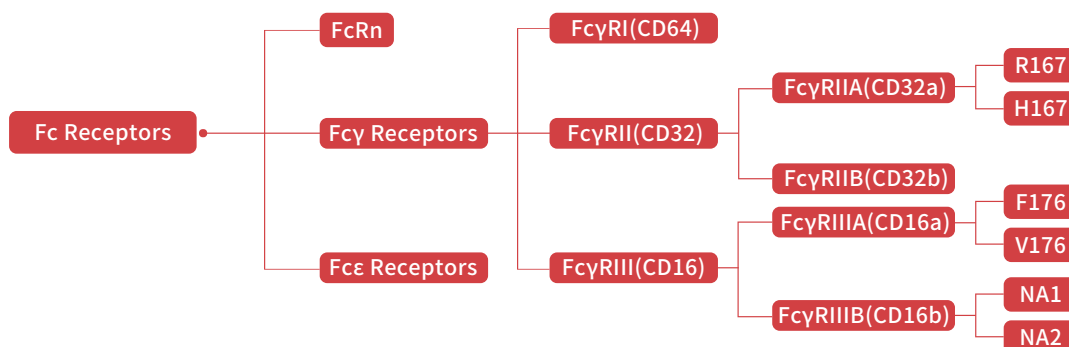 Fc Receptors
FcRn
Fcγ Receptors
Fcε Receptors
FcγRI(CD64)
FcγRII(CD32)
FcγRIII(CD16)
FcγRIIA(CD32a)
FcγRIIB(CD32b)
FcγRIIIA(CD16a)
FcγRIIIB(CD16b)
R167
H167
F176
V176
NA1
NA2